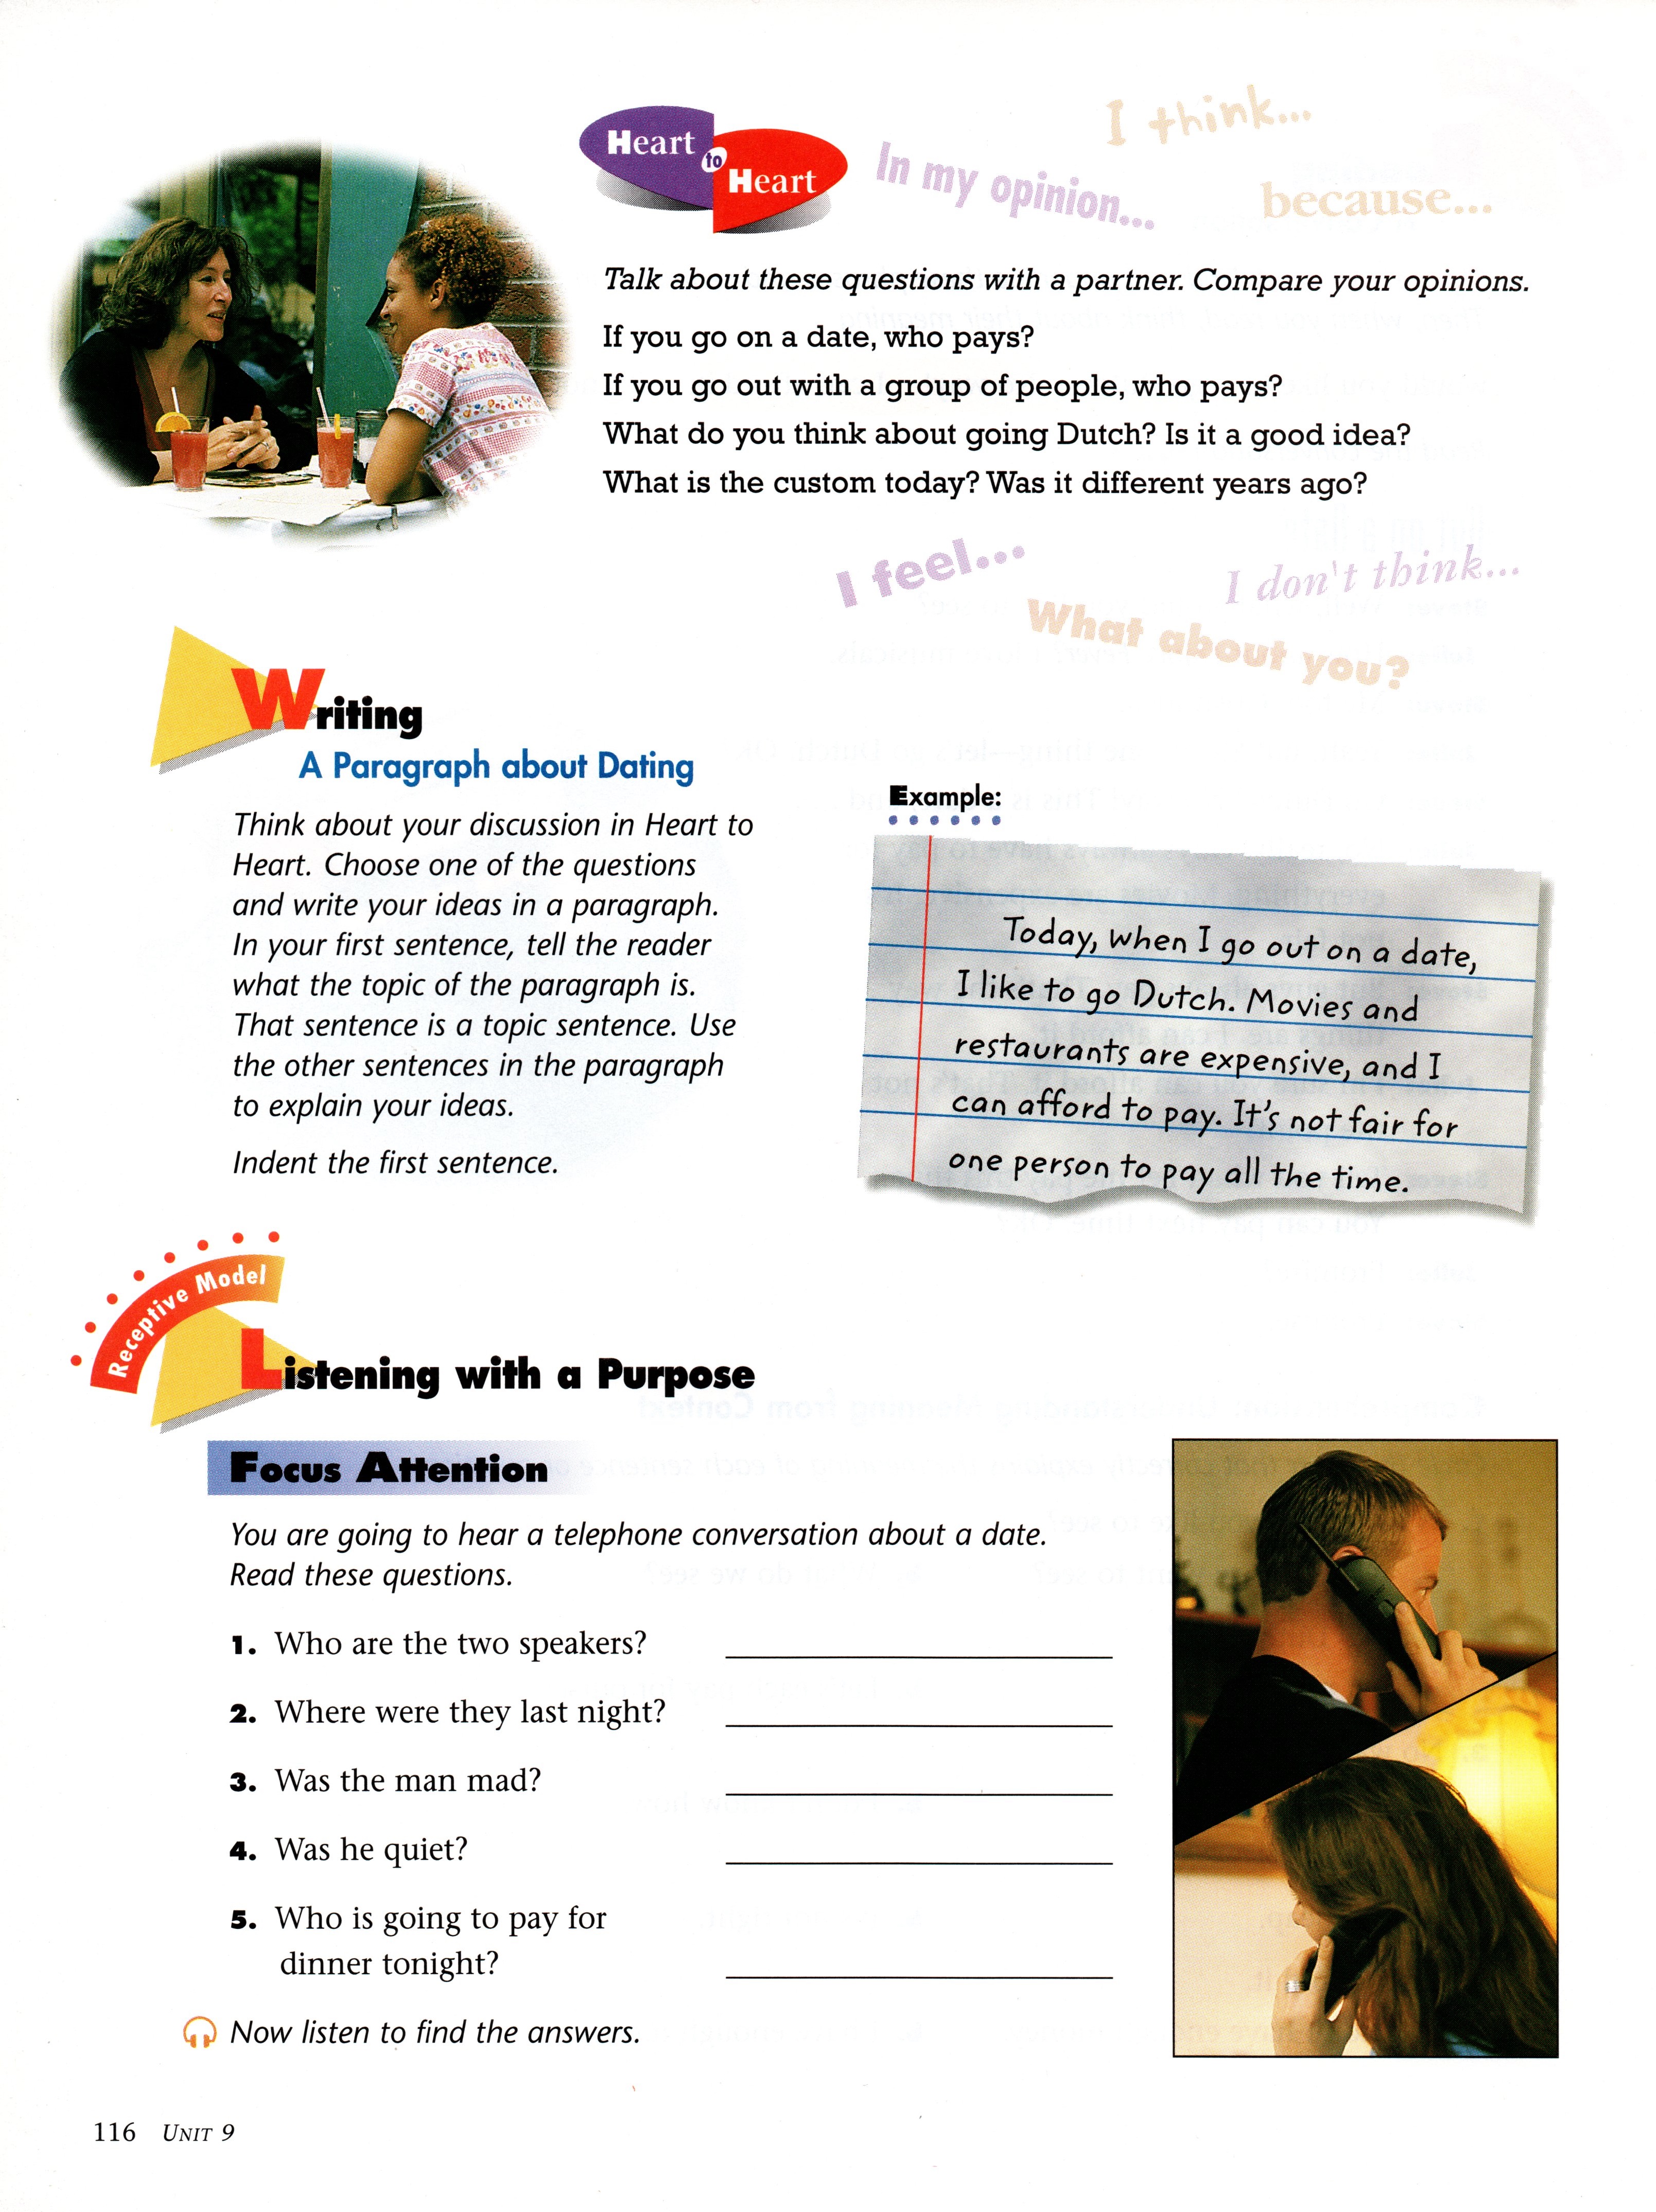 Heart to Heart
In my opinion...
I think...
because...
Talk about these questions with a partner. Compare your opinions.
If you go on a date, who pays?
If you go out with a group of people, who pays?
What do you think about going Dutch? Is it a good idea?
What is the custom today? Was it different years ago?
I feel...
I don't think...
What about you?
Writing
A Paragraph about Dating
Think about your discussion in Heart to
Heart. Choose one of the questions
and write your ideas in a paragraph.
In your first sentence, tell the reader
what the topic of the paragraph is.
That sentence is a topic sentence. Use
the other sentences in the paragraph
to explain your ideas.
Indent the first sentence.
Example:
Today, when I go out on a date,
I like to go Dutch. Movies and
restaurants are expensive, and I
can afford to pay. It's not fair for
one person to pay all the time.
Receptive Model
Listening with a Purpose
Focus Attention
You are going to hear a telephone conversation about a date.
Read these questions.
1. Who are the two speakers?
2. Where were they last night?
3. Was the man mad?
4. Was he quiet?
5. Who is going to pay for
dinner tonight?
Now listen to find the answers.
116 Unit 9